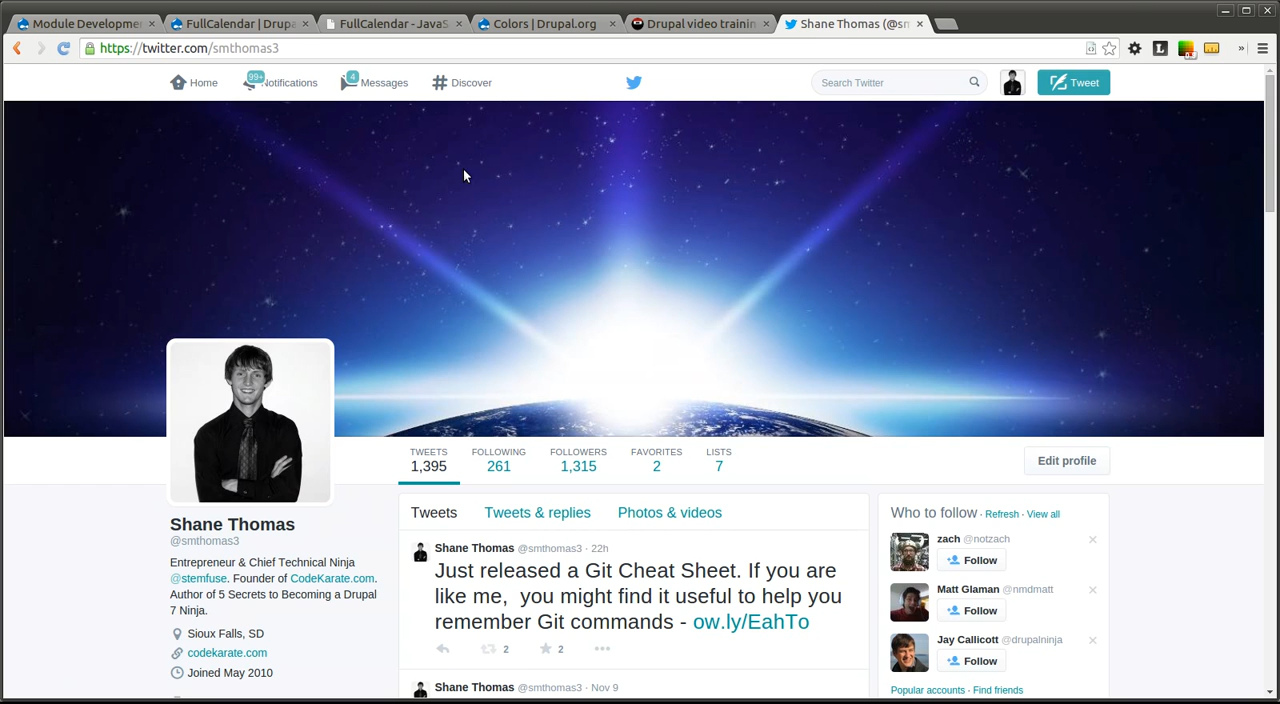 Module Developmen
FullCalendar | Drupa
FullCalendar - JavaS
Colors | Drupal.org
Drupal video trainin
Shane Thomas (@sm
https://twitter.com/smthomas3
Home
99+
Notifications
4
Messages
Discover
Search Twitter
Tweet
TWEETS
1,395
FOLLOWING
261
FOLLOWERS
1,315
FAVORITES
2
LISTS
7
Edit profile
Shane Thomas
@smthomas3
Entrepreneur & Chief Technical Ninja
@stemfuse. Founder of CodeKarate.com.
Author of 5 Secrets to Becoming a Drupal
7 Ninja.
Sioux Falls, SD
codekarate.com
Joined May 2010
Tweets
Tweets & replies
Photos & videos
Shane Thomas @smthomas3 · 22h
Just released a Git Cheat Sheet. If you are
like me, you might find it useful to help you
remember Git commands - ow.ly/EahTo
2
2
Shane Thomas @smthomas3 · Nov 9
Who to follow · Refresh · View all
zach @notzach
Follow
Matt Glaman @nmdmatt
Follow
Jay Callicott @drupalninja
Follow
Popular accounts · Find friends